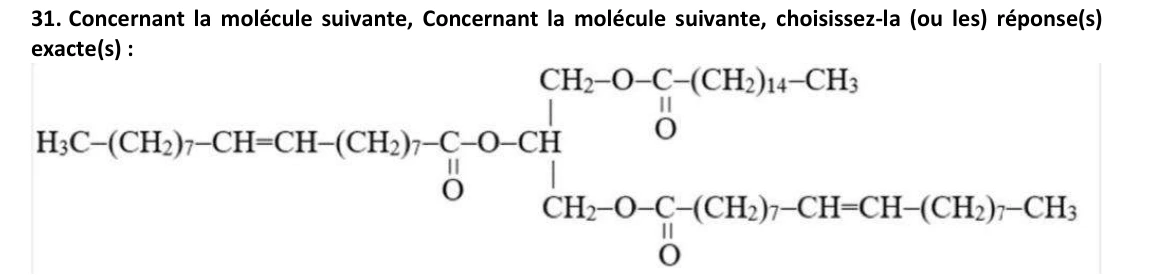 31. Concernant la molécule suivante, Concernant la molécule suivante, choisissez-la (ou les) réponse(s)
exacte(s) :
CH₂–O–C–(CH₂)₁₄–CH₃
O
H₃C–(CH₂)₇–CH=CH–(CH₂)₇–C–O–CH
O
CH₂–O–C–(CH₂)₇–CH=CH–(CH₂)₇–CH₃
O